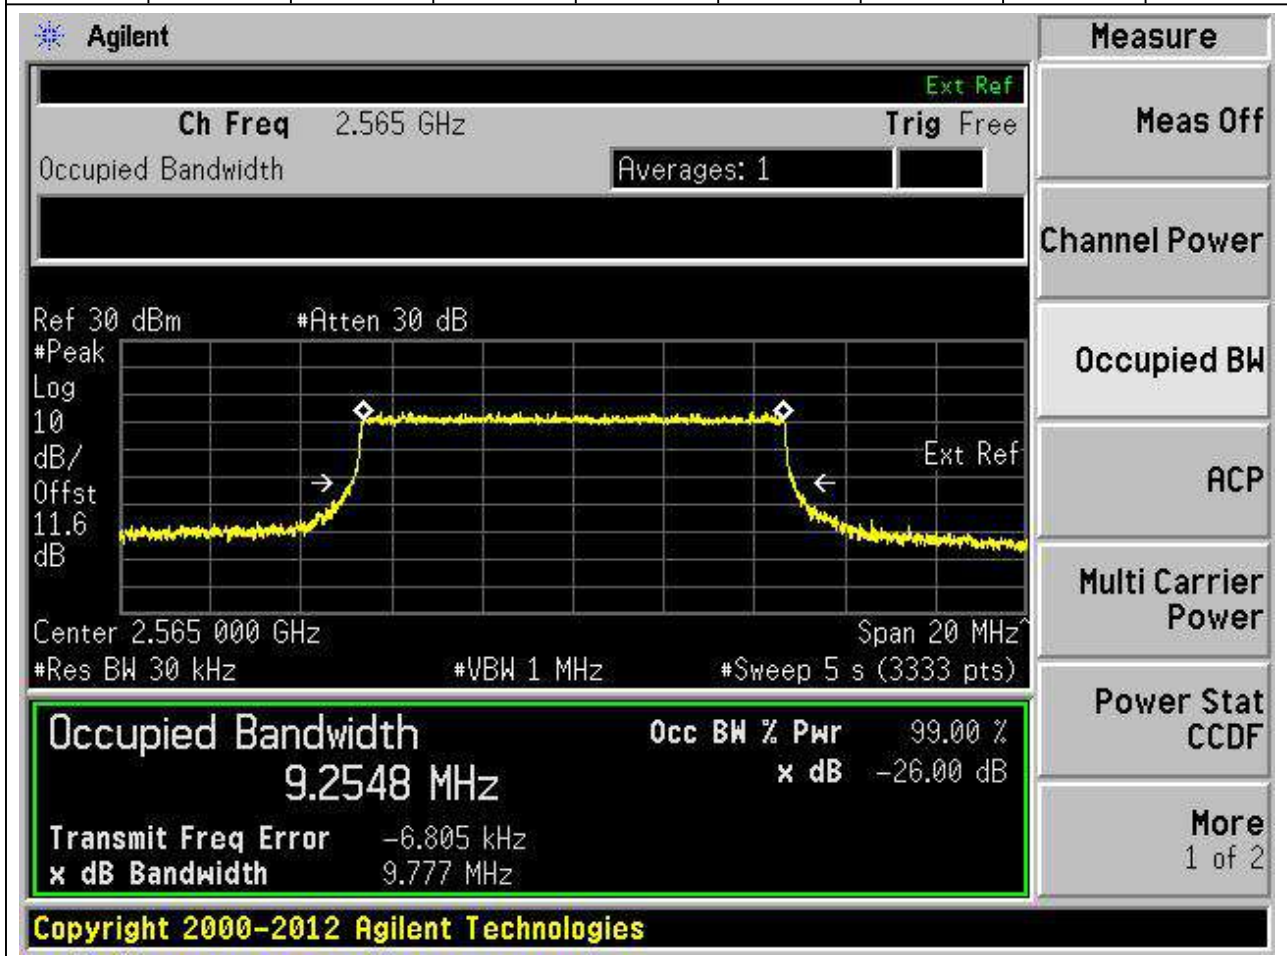 Agilent
Measure
Ext Ref
Ch Freq 2.565 GHz Trig Free
Meas Off
Occupied Bandwidth Averages: 1
Channel Power
Ref 30 dBm #Atten 30 dB
#Peak
Log
10
dB/
Offst
11.6
dB
Ext Ref
Occupied BW
ACP
Center 2.565 000 GHz Span 20 MHz^
#Res BW 30 kHz #VBW 1 MHz #Sweep 5 s (3333 pts)
Multi Carrier
Power
Occupied Bandwidth Occ BW % Pwr 99.00 %
9.2548 MHz x dB -26.00 dB
Transmit Freq Error -6.805 kHz
x dB Bandwidth 9.777 MHz
Power Stat
CCDF
More
1 of 2
Copyright 2000-2012 Agilent Technologies